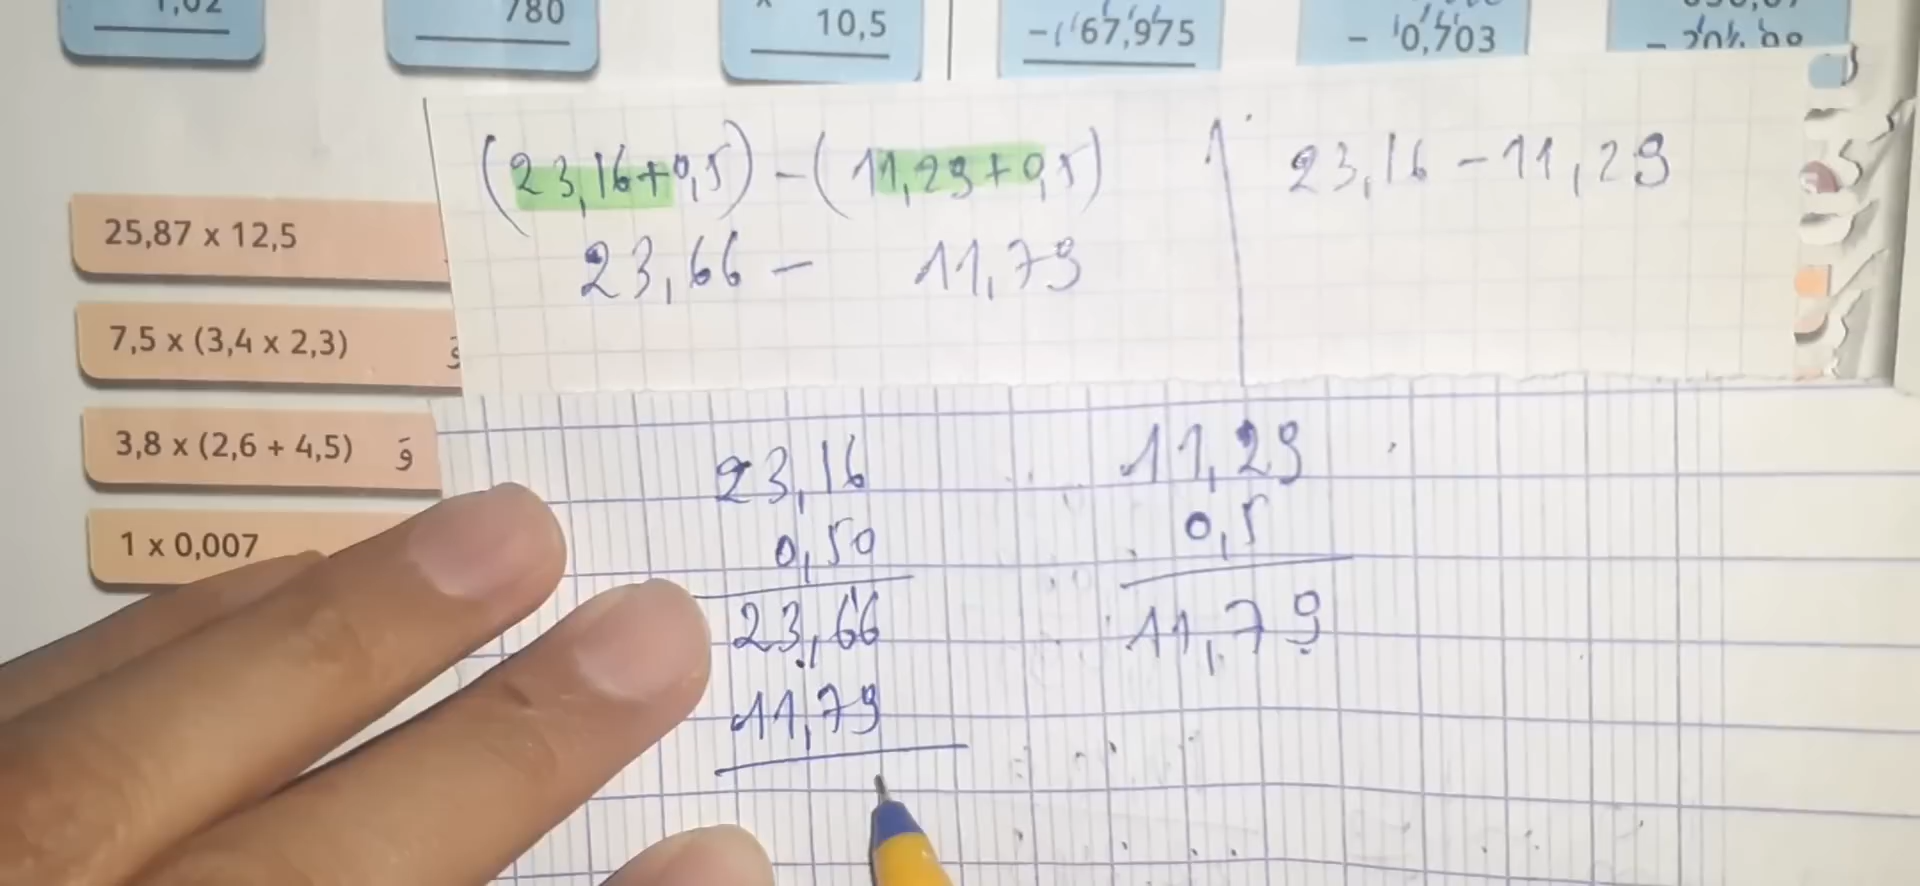 780
10,5
- 167,975
- 10,703
(23,16+0,5) - (11,29+0,5)
23,16 - 11,29
23,66 - 11,79
25,87 x 12,5
7,5 x (3,4 x 2,3)
3,8 x (2,6 + 4,5)
1 x 0,007
23,16
0,50
23,66
11,79
11,29
0,5
11,79